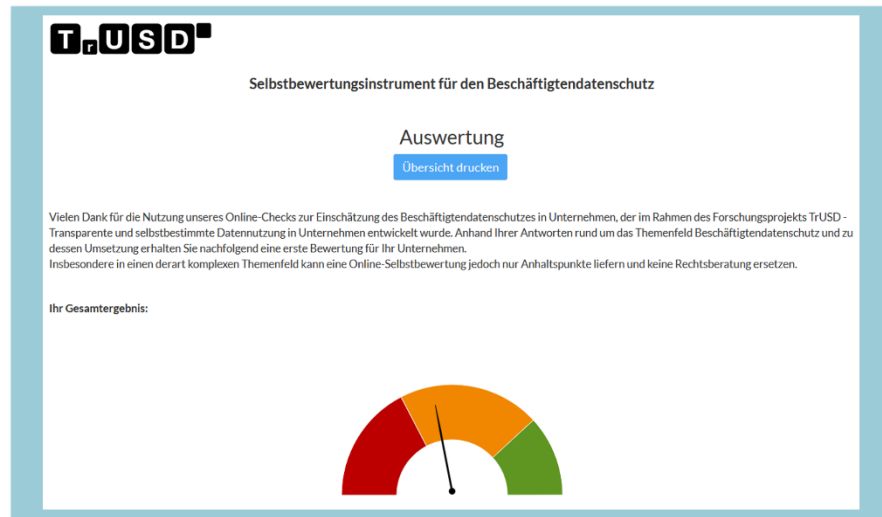 TrUSD
Selbstbewertungsinstrument für den Beschäftigtendatenschutz
Auswertung
Übersicht drucken
Vielen Dank für die Nutzung unseres Online-Checks zur Einschätzung des Beschäftigtendatenschutzes in Unternehmen, der im Rahmen des Forschungsprojekts TrUSD -
Transparente und selbstbestimmte Datennutzung in Unternehmen entwickelt wurde. Anhand Ihrer Antworten rund um das Themenfeld Beschäftigtendatenschutz und zu
dessen Umsetzung erhalten Sie nachfolgend eine erste Bewertung für Ihr Unternehmen.
Insbesondere in einen derart komplexen Themenfeld kann eine Online-Selbstbewertung jedoch nur Anhaltspunkte liefern und keine Rechtsberatung ersetzen.
Ihr Gesamtergebnis: